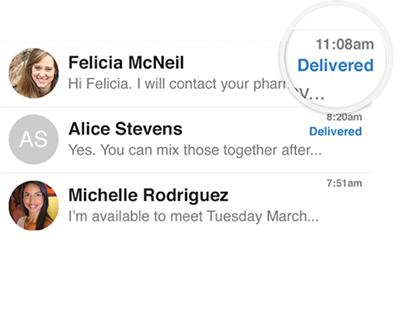 11:08am
Felicia McNeil
Delivered
Hi Felicia. I will contact your
AS
Alice Stevens
8:20am
Delivered
Yes. You can mix those together after...
Michelle Rodriguez
7:51am
I'm available to meet Tuesday March...